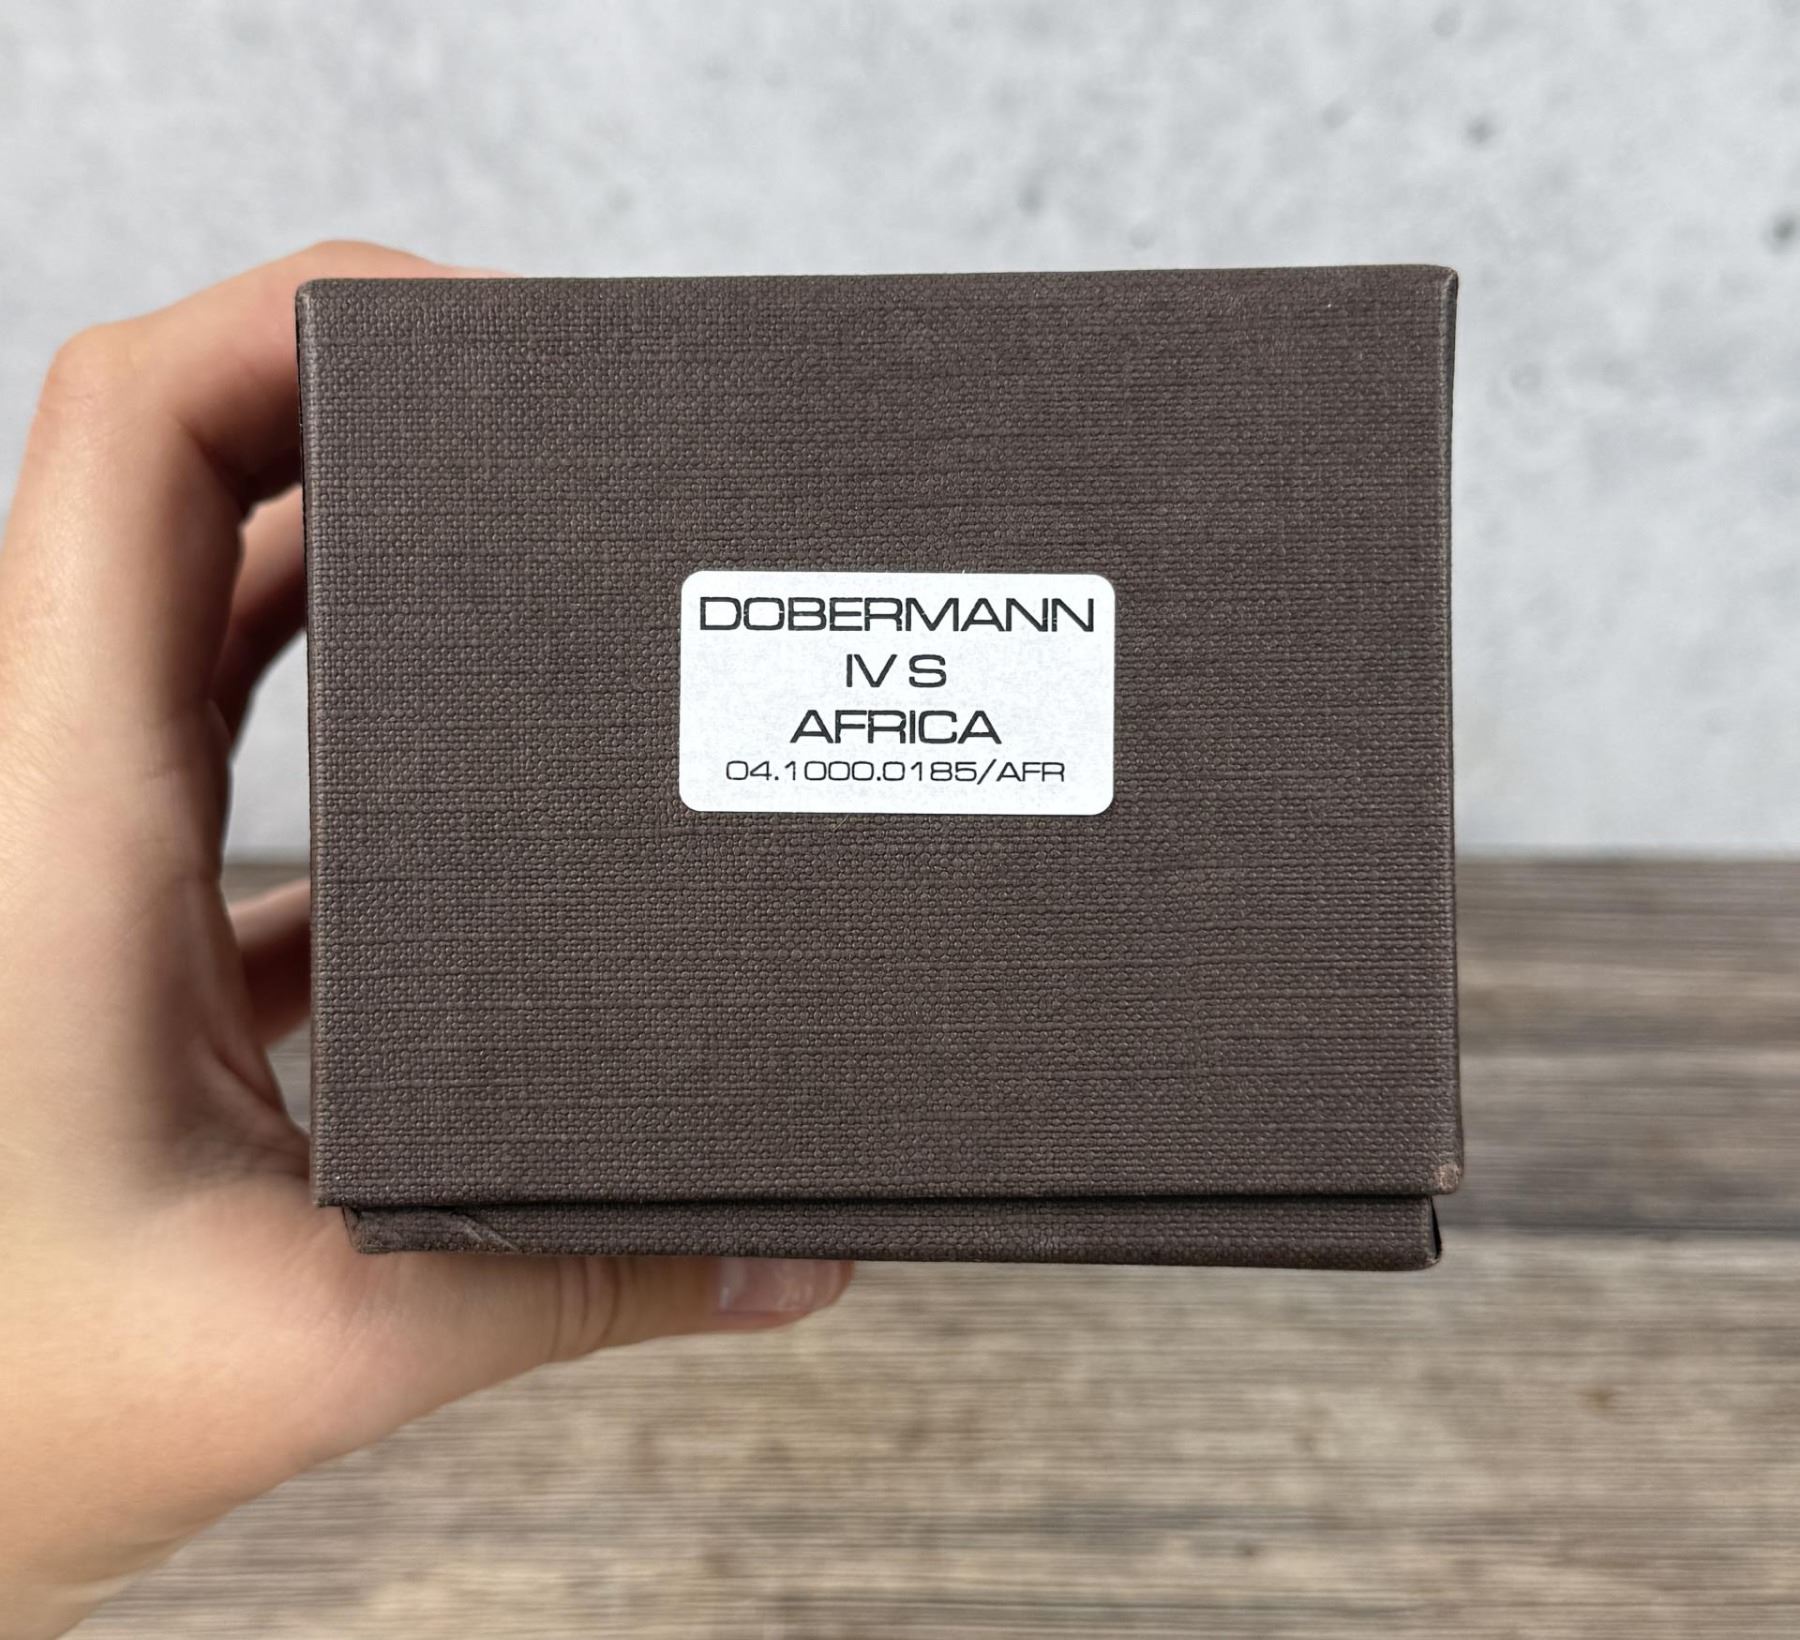 DOBERMANN
IV S
AFRICA
04.1000.0185/AFR